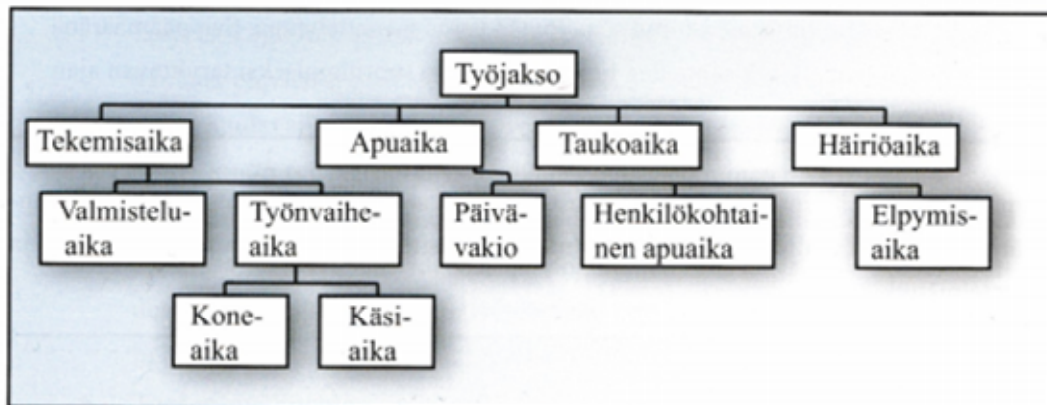 Työjakso
Tekemisaika
Apuaika
Taukoaika
Häiriöaika
Valmistelu-
aika
Työnvaihe-
aika
Päivä-
vakio
Henkilökohtai-
nen apuaika
Elpymis-
aika
Kone-
aika
Käsi-
aika